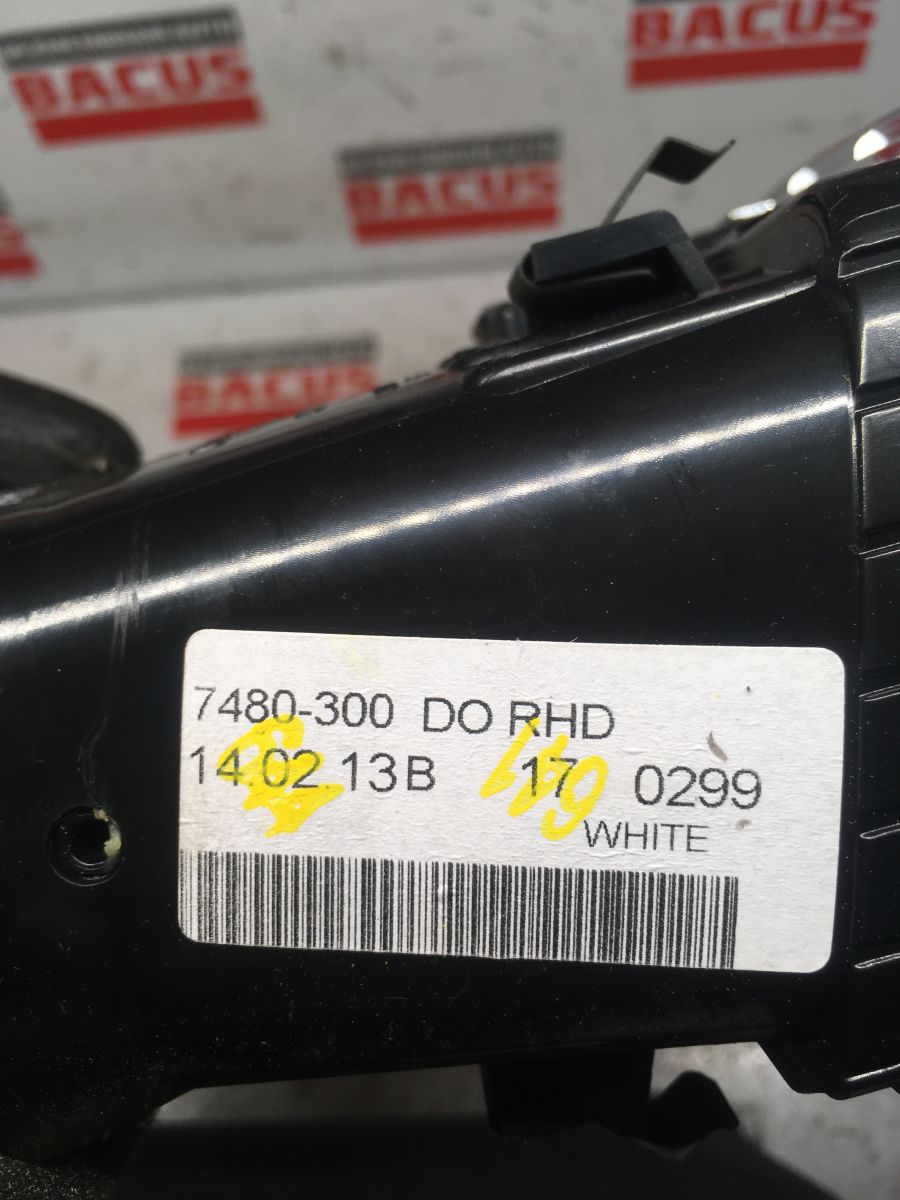 BACUS
BACUS
BACUS
BACUS
7480-300 DO RHD
14.02.13B 17 0299
WHITE